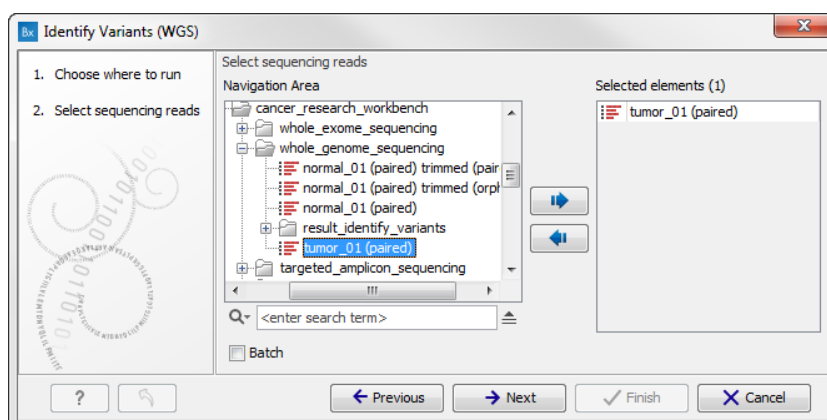 Bx Identify Variants (WGS)
1. Choose where to run
2. Select sequencing reads
Select sequencing reads
Navigation Area
cancer_research_workbench
whole_exome_sequencing
whole_genome_sequencing
normal_01 (paired) trimmed (pair
normal_01 (paired) trimmed (orph
normal_01 (paired)
result_identify_variants
tumor_01 (paired)
targeted_amplicon_sequencing
<enter search term>
Batch
Selected elements (1)
tumor_01 (paired)
?
Previous
Next
Finish
Cancel